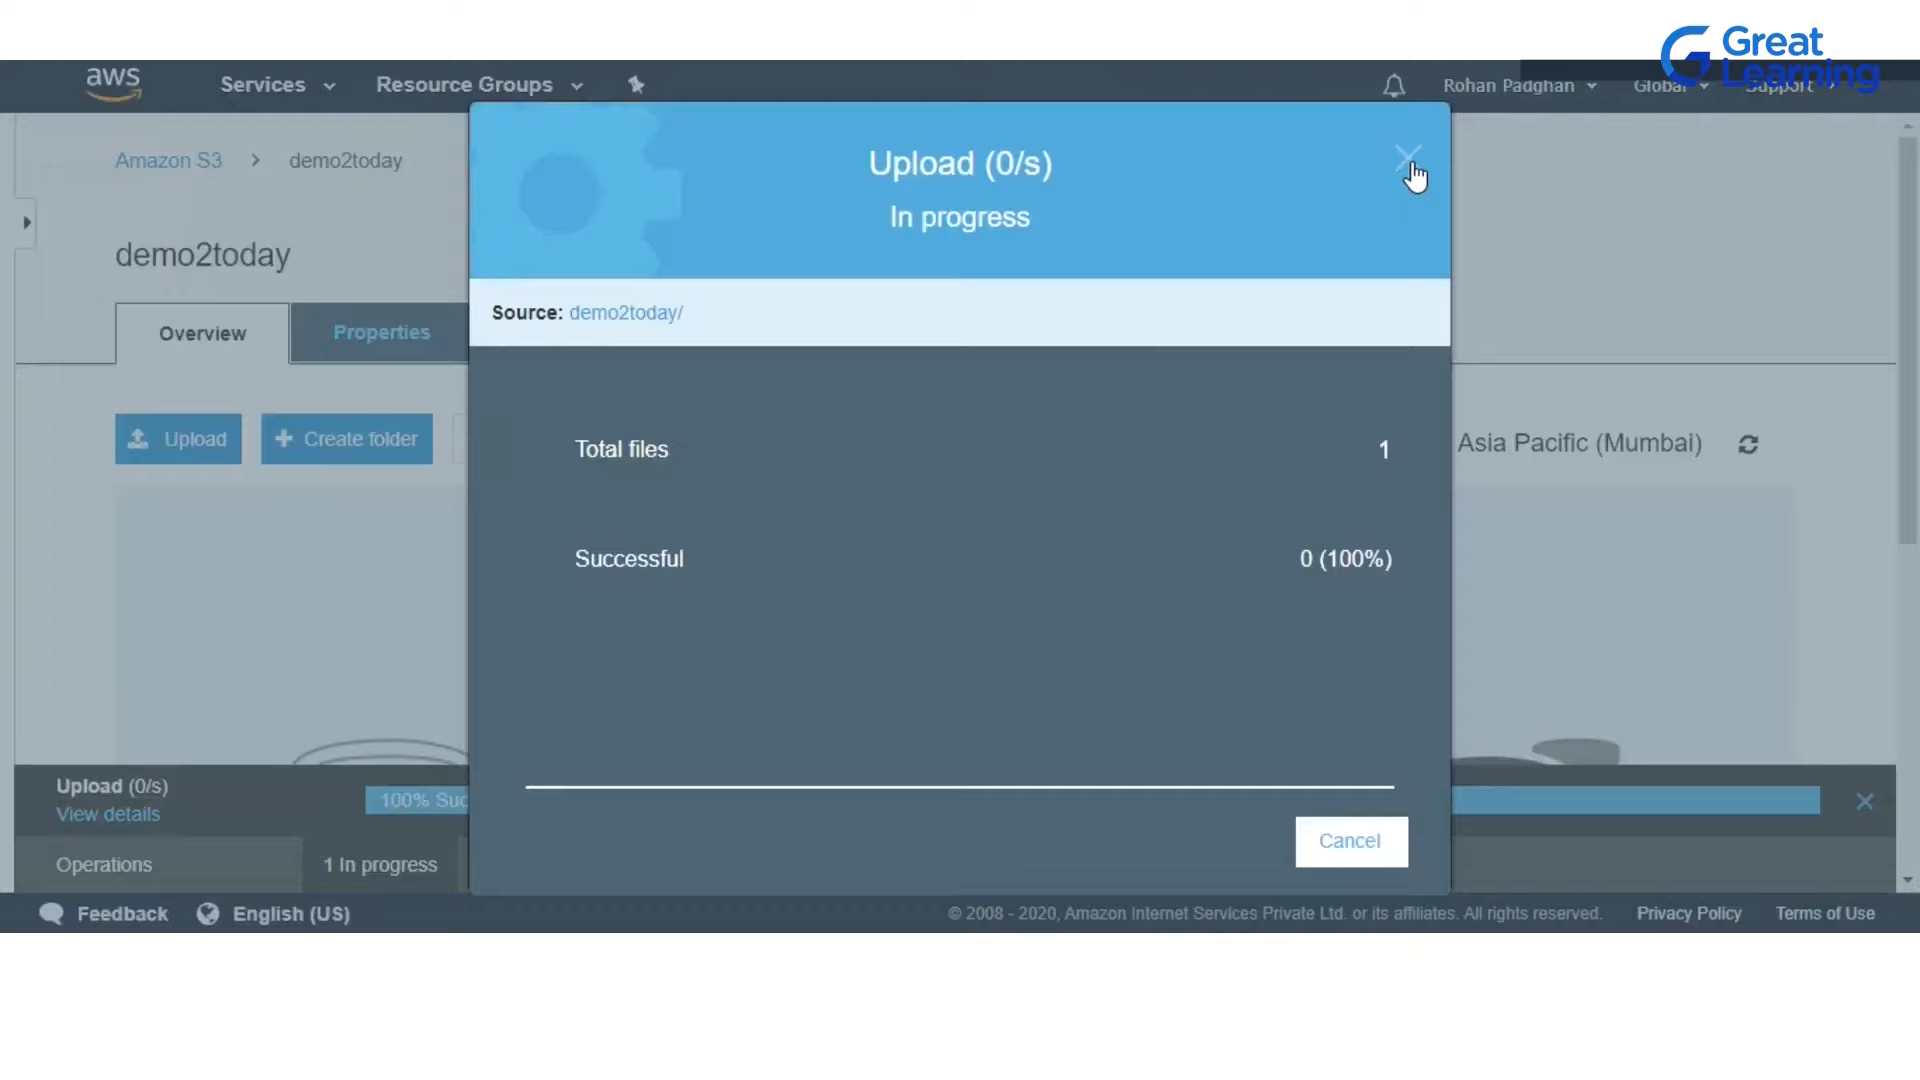 Great
Learning
aws
Services
Resource Groups
Rohan Padghan
Global
Support
Amazon S3 > demo2today
demo2today
Overview
Properties
Upload
Create folder
Asia Pacific (Mumbai)
Upload (0/s)
In progress
Source: demo2today/
Total files 1
Successful 0 (100%)
Cancel
Upload (0/s)
View details
100% Suc
Operations
1 In progress
Feedback
English (US)
© 2008 - 2020, Amazon Internet Services Private Ltd. or its affiliates. All rights reserved.
Privacy Policy
Terms of Use